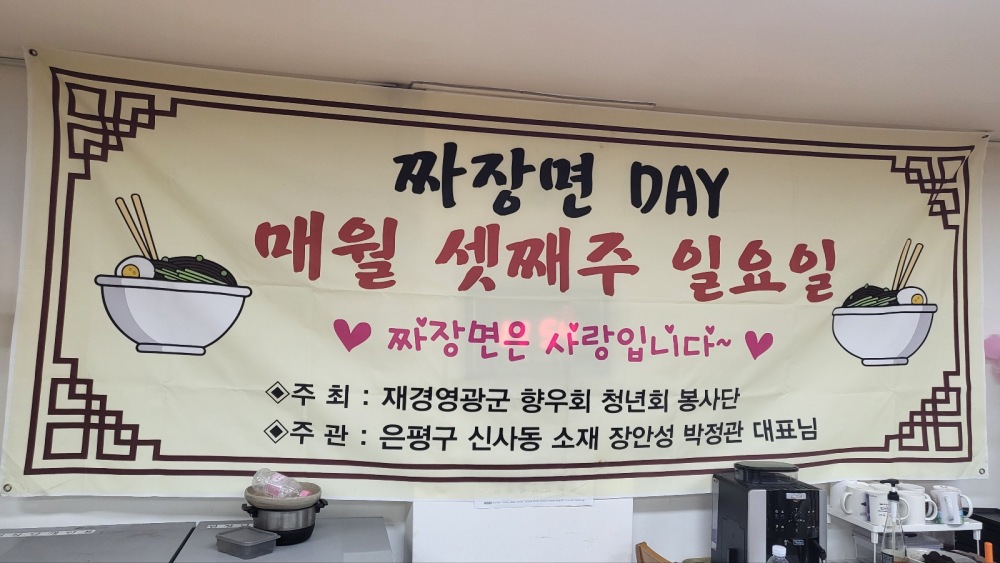 짜장면 DAY
매월 셋째주 일요일
♥ 짜장면은 사랑입니다~ ♥
◈주 최 : 재경영광군 향우회 청년회 봉사단
◈주 관 : 은평구 신사동 소재 장안성 박정관 대표님